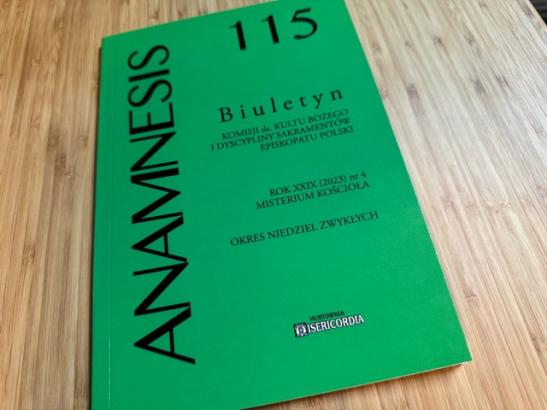 ANAMNESIS
115
Biuletyn
KOMISJI ds. KULTU BOŻEGO
I DYSCYPLINY SAKRAMENTÓW
EPISKOPATU POLSKI
ROK XXIX (2023) nr 4
MISTERIUM KOŚCIOŁA
OKRES NIEDZIEL ZWYKŁYCH
HURTOWNIA
MISERICORDIA